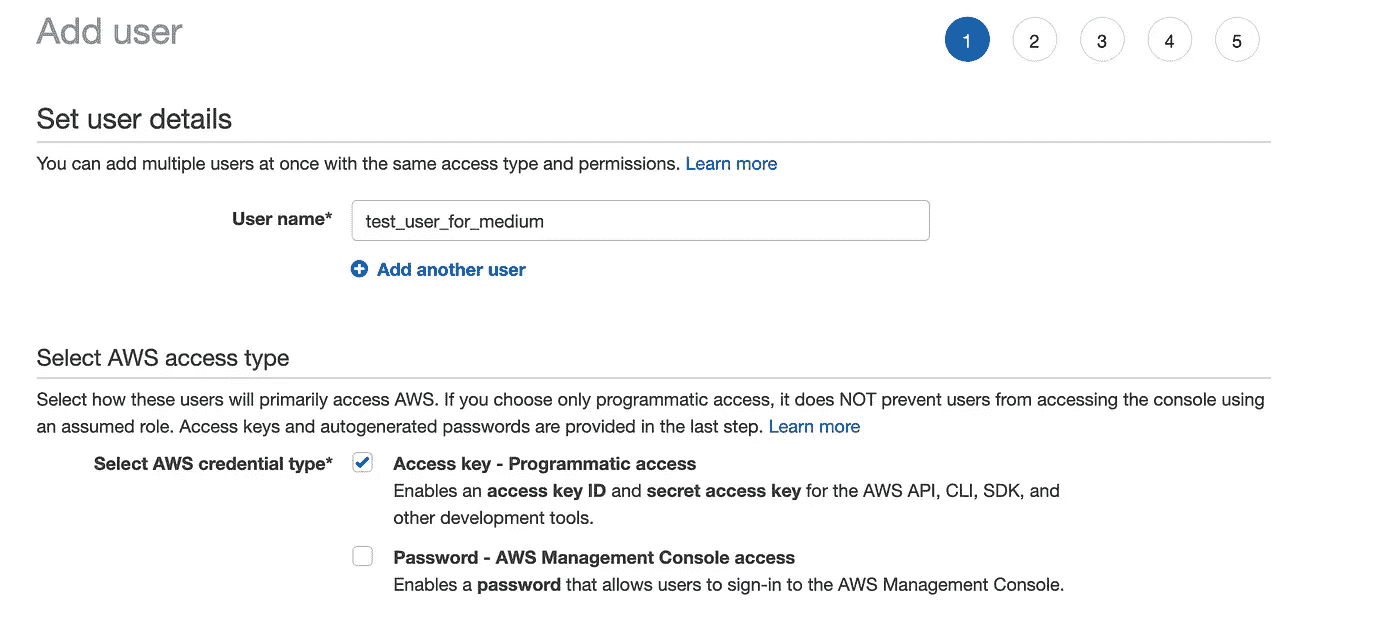 Add user
1 2 3 4 5
Set user details
You can add multiple users at once with the same access type and permissions. Learn more
User name* test_user_for_medium
Add another user
Select AWS access type
Select how these users will primarily access AWS. If you choose only programmatic access, it does NOT prevent users from accessing the console using
an assumed role. Access keys and autogenerated passwords are provided in the last step. Learn more
Select AWS credential type* Access key - Programmatic access
Enables an access key ID and secret access key for the AWS API, CLI, SDK, and
other development tools.
Password - AWS Management Console access
Enables a password that allows users to sign-in to the AWS Management Console.